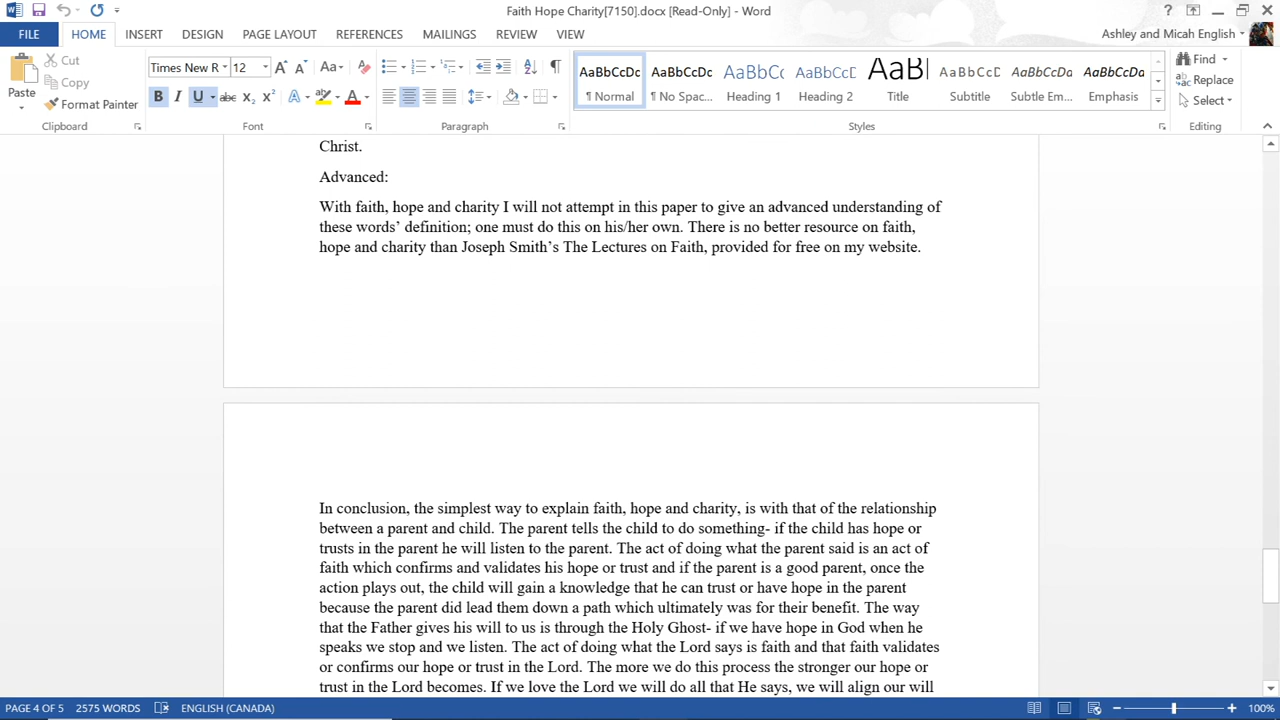 Faith Hope Charity[7150].docx [Read-Only] - Word
FILE HOME INSERT DESIGN PAGE LAYOUT REFERENCES MAILINGS REVIEW VIEW Ashley and Micah English
Paste
Cut
Copy
Format Painter
Clipboard
Times New R 12
Font
Paragraph
AaBbCcDc AaBbCcDc AaBbCc AaBbCcD AaBl AaBbCcD AaBbCcDa AaBbCcDa
¶ Normal ¶ No Spac... Heading 1 Heading 2 Title Subtitle Subtle Em... Emphasis
Styles
Find
Replace
Select
Editing
Christ.
Advanced:
With faith, hope and charity I will not attempt in this paper to give an advanced understanding of
these words’ definition; one must do this on his/her own. There is no better resource on faith,
hope and charity than Joseph Smith’s The Lectures on Faith, provided for free on my website.
In conclusion, the simplest way to explain faith, hope and charity, is with that of the relationship
between a parent and child. The parent tells the child to do something- if the child has hope or
trusts in the parent he will listen to the parent. The act of doing what the parent said is an act of
faith which confirms and validates his hope or trust and if the parent is a good parent, once the
action plays out, the child will gain a knowledge that he can trust or have hope in the parent
because the parent did lead them down a path which ultimately was for their benefit. The way
that the Father gives his will to us is through the Holy Ghost- if we have hope in God when he
speaks we stop and we listen. The act of doing what the Lord says is faith and that faith validates
or confirms our hope or trust in the Lord. The more we do this process the stronger our hope or
trust in the Lord becomes. If we love the Lord we will do all that He says, we will align our will
PAGE 4 OF 5 2575 WORDS ENGLISH (CANADA) 100%